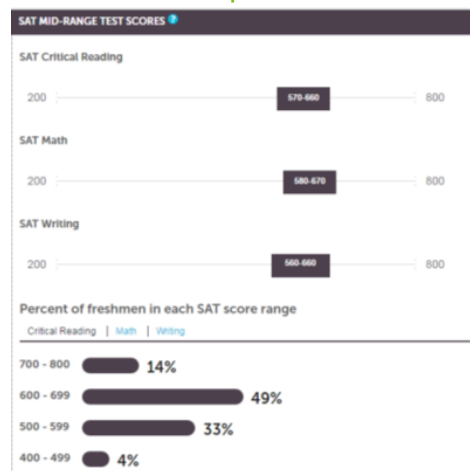 SAT MID-RANGE TEST SCORES ?
SAT Critical Reading
200 570-660 800
SAT Math
200 580-670 800
SAT Writing
200 560-660 800
Percent of freshmen in each SAT score range
Critical Reading | Math | Writing
700 - 800 14%
600 - 699 49%
500 - 599 33%
400 - 499 4%